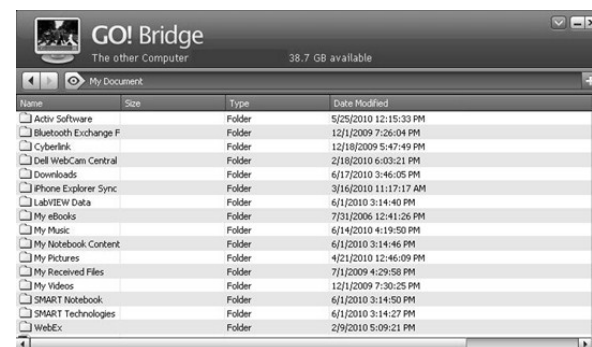 GO! Bridge
The other Computer 38.7 GB available
My Document
Name Size Type Date Modified
Activ Software Folder 5/25/2010 12:15:33 PM
Bluetooth Exchange F Folder 12/1/2009 7:26:04 PM
Cyberlink Folder 12/18/2009 5:47:49 PM
Dell WebCam Central Folder 2/18/2010 6:03:21 PM
Downloads Folder 6/17/2010 3:46:05 PM
iPhone Explorer Sync Folder 3/16/2010 11:17:17 AM
LabVIEW Data Folder 6/1/2010 3:14:40 PM
My eBooks Folder 7/31/2006 12:41:26 PM
My Music Folder 6/14/2010 4:19:50 PM
My Notebook Content Folder 6/1/2010 3:14:46 PM
My Pictures Folder 4/21/2010 12:46:09 PM
My Received Files Folder 7/1/2009 4:29:58 PM
My Videos Folder 12/1/2009 7:30:25 PM
SMART Notebook Folder 6/1/2010 3:14:50 PM
SMART Technologies Folder 6/1/2010 3:14:27 PM
WebEx Folder 2/9/2010 5:09:21 PM